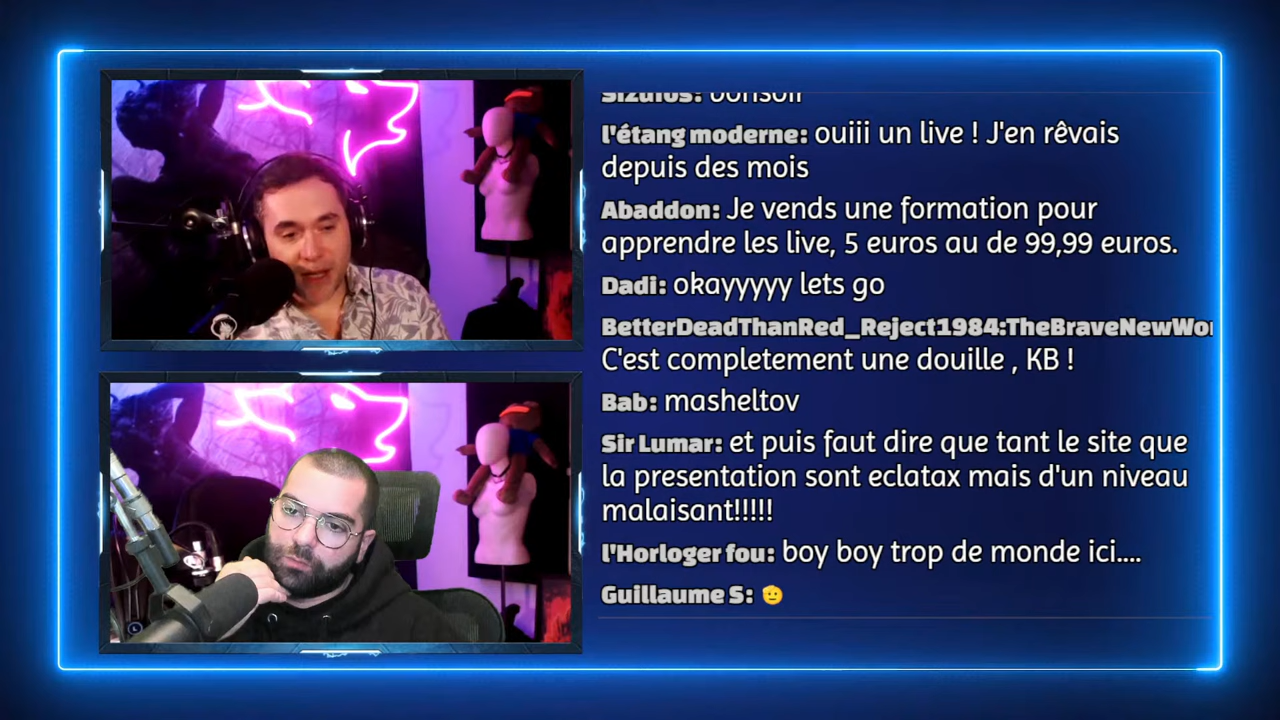 Sizufos: bonsoir
l'étang moderne: ouiii un live ! J'en rêvais
depuis des mois
Abaddon: Je vends une formation pour
apprendre les live, 5 euros au de 99,99 euros.
Dadi: okayyyyy lets go
BetterDeadThanRed_Reject1984:TheBraveNewWor
C'est completement une douille , KB !
Bab: masheltov
Sir Lumar: et puis faut dire que tant le site que
la presentation sont eclatax mais d'un niveau
malaisant!!!!!
l'Horloger fou: boy boy trop de monde ici....
Guillaume S: 🫡